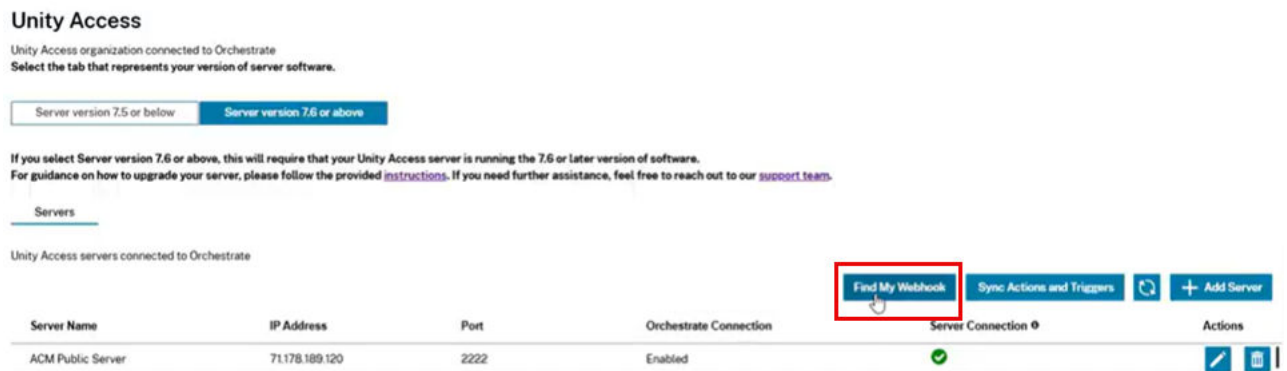 Unity Access
Unity Access organization connected to Orchestrate
Select the tab that represents your version of server software.
Server version 7.5 or below
Server version 7.6 or above
If you select Server version 7.6 or above, this will require that your Unity Access server is running the 7.6 or later version of software.
For guidance on how to upgrade your server, please follow the provided instructions. If you need further assistance, feel free to reach out to our support team.
Servers
Unity Access servers connected to Orchestrate
Find My Webhook Sync Actions and Triggers Add Server
Server Name IP Address Port Orchestrate Connection Server Connection Actions
ACM Public Server 71.178.189.120 2222 Enabled